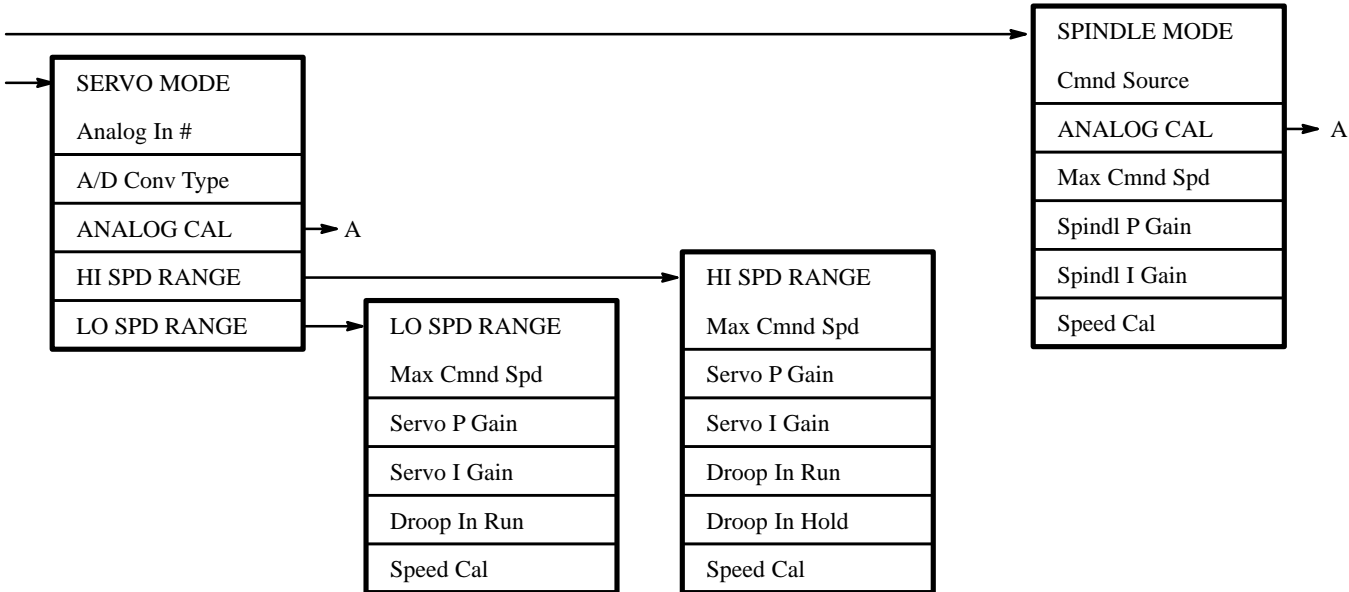 SERVO MODE
Analog In #
A/D Conv Type
ANALOG CAL
A
HI SPD RANGE
LO SPD RANGE
LO SPD RANGE
Max Cmnd Spd
Servo P Gain
Servo I Gain
Droop In Run
Speed Cal
HI SPD RANGE
Max Cmnd Spd
Servo P Gain
Servo I Gain
Droop In Run
Droop In Hold
Speed Cal
SPINDLE MODE
Cmnd Source
ANALOG CAL
A
Max Cmnd Spd
Spindl P Gain
Spindl I Gain
Speed Cal